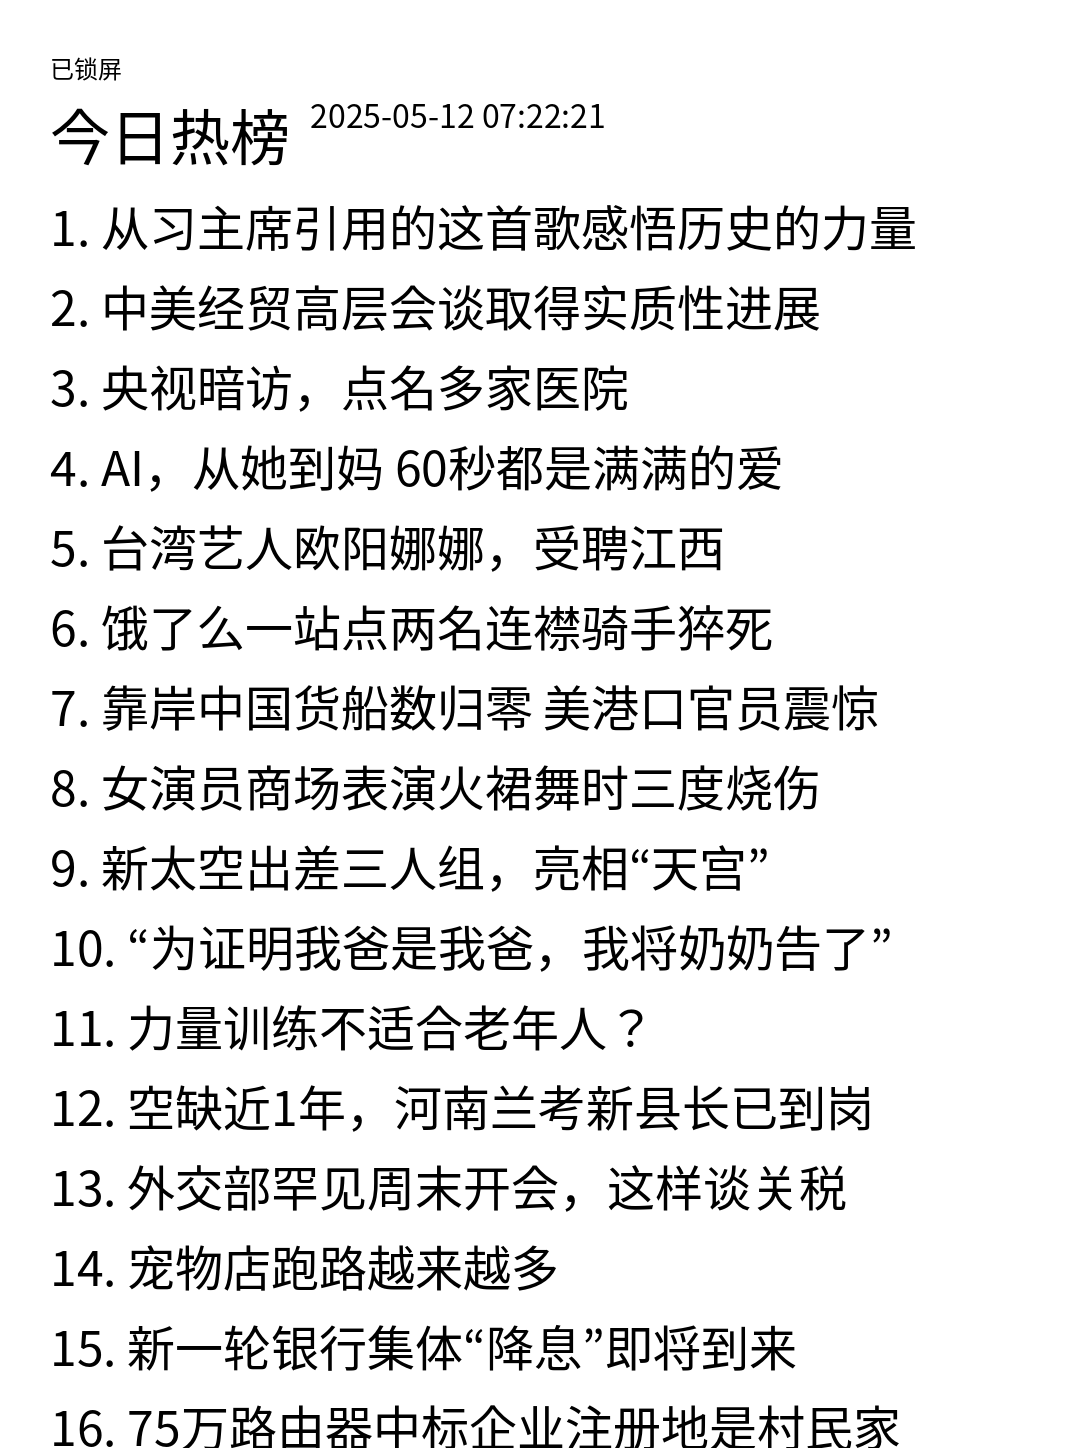 已锁屏
今日热榜 2025-05-12 07:22:21
1. 从习主席引用的这首歌感悟历史的力量
2. 中美经贸高层会谈取得实质性进展
3. 央视暗访，点名多家医院
4. AI，从她到妈 60秒都是满满的爱
5. 台湾艺人欧阳娜娜，受聘江西
6. 饿了么一站点两名连襟骑手猝死
7. 靠岸中国货船数归零 美港口官员震惊
8. 女演员商场表演火裙舞时三度烧伤
9. 新太空出差三人组，亮相“天宫”
10. “为证明我爸是我爸，我将奶奶告了”
11. 力量训练不适合老年人？
12. 空缺近1年，河南兰考新县长已到岗
13. 外交部罕见周末开会，这样谈关税
14. 宠物店跑路越来越多
15. 新一轮银行集体“降息”即将到来
16. 75万路由器中标企业注册地是村民家